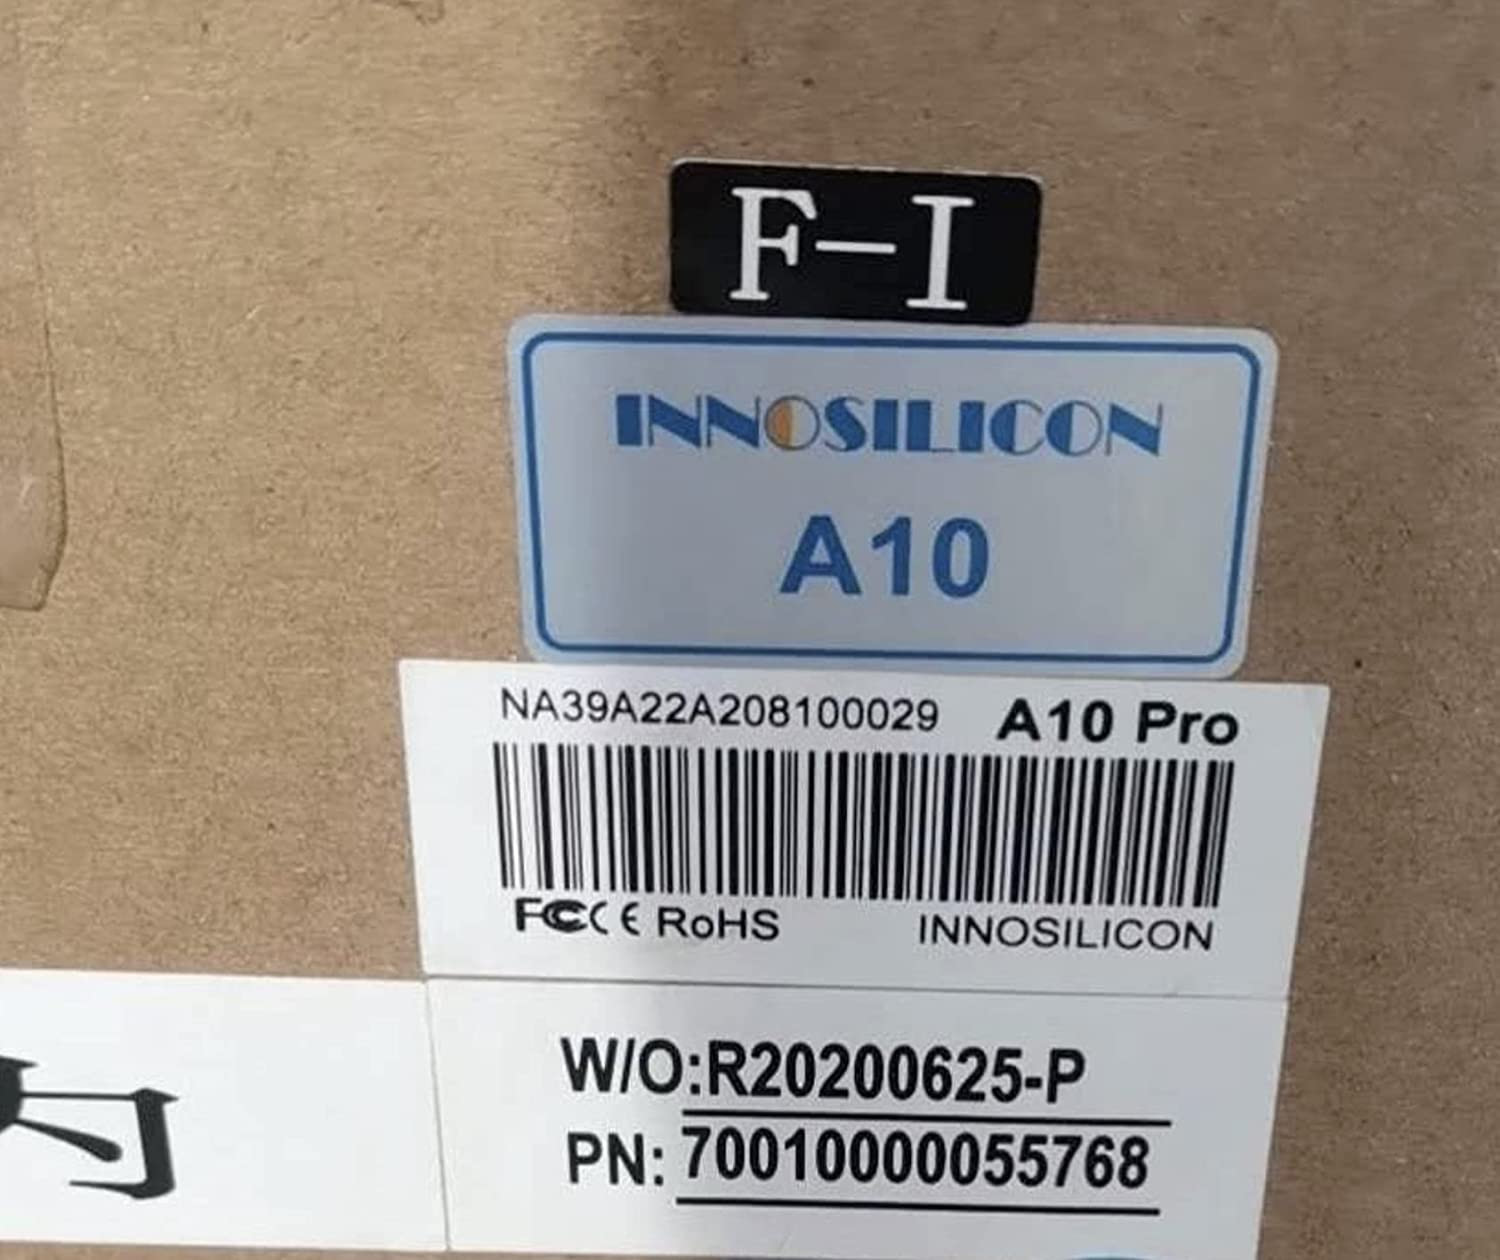 F-I
INNOSILICON
A10
NA39A22A208100029 A10 Pro
FC CE RoHS INNOSILICON
W/O:R20200625-P
PN: 70010000055768